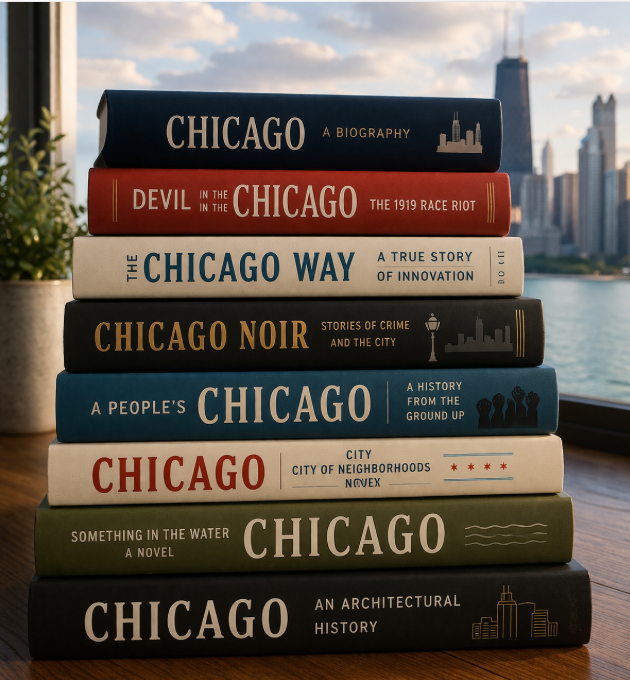 CHICAGO A BIOGRAPHY
DEVIL IN THE IN THE CHICAGO THE 1919 RACE RIOT
THE CHICAGO WAY A TRUE STORY
OF INNOVATION
CHICAGO NOIR STORIES OF CRIME
AND THE CITY
A PEOPLE'S CHICAGO A HISTORY
FROM THE
GROUND UP
CHICAGO CITY
CITY OF NEIGHBORHOODS
SOMETHING IN THE WATER
A NOVEL
CHICAGO
CHICAGO AN ARCHITECTURAL
HISTORY